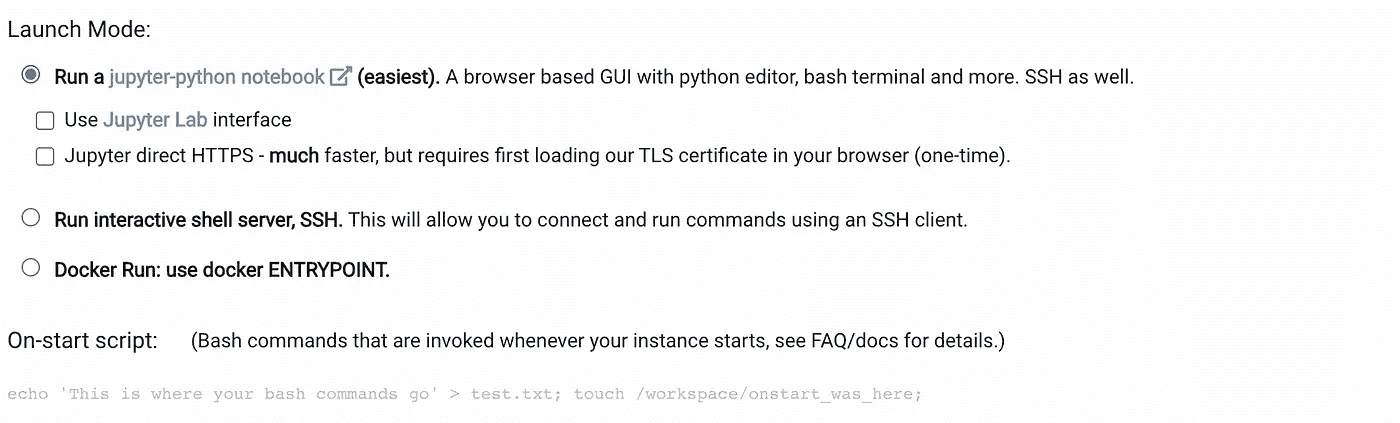 Launch Mode:
Run a jupyter-python notebook (easiest). A browser based GUI with python editor, bash terminal and more. SSH as well.
Use Jupyter Lab interface
Jupyter direct HTTPS - much faster, but requires first loading our TLS certificate in your browser (one-time).
Run interactive shell server, SSH. This will allow you to connect and run commands using an SSH client.
Docker Run: use docker ENTRYPOINT.
On-start script: (Bash commands that are invoked whenever your instance starts, see FAQ/docs for details.)
echo 'This is where your bash commands go' > test.txt; touch /workspace/onstart_was_here;